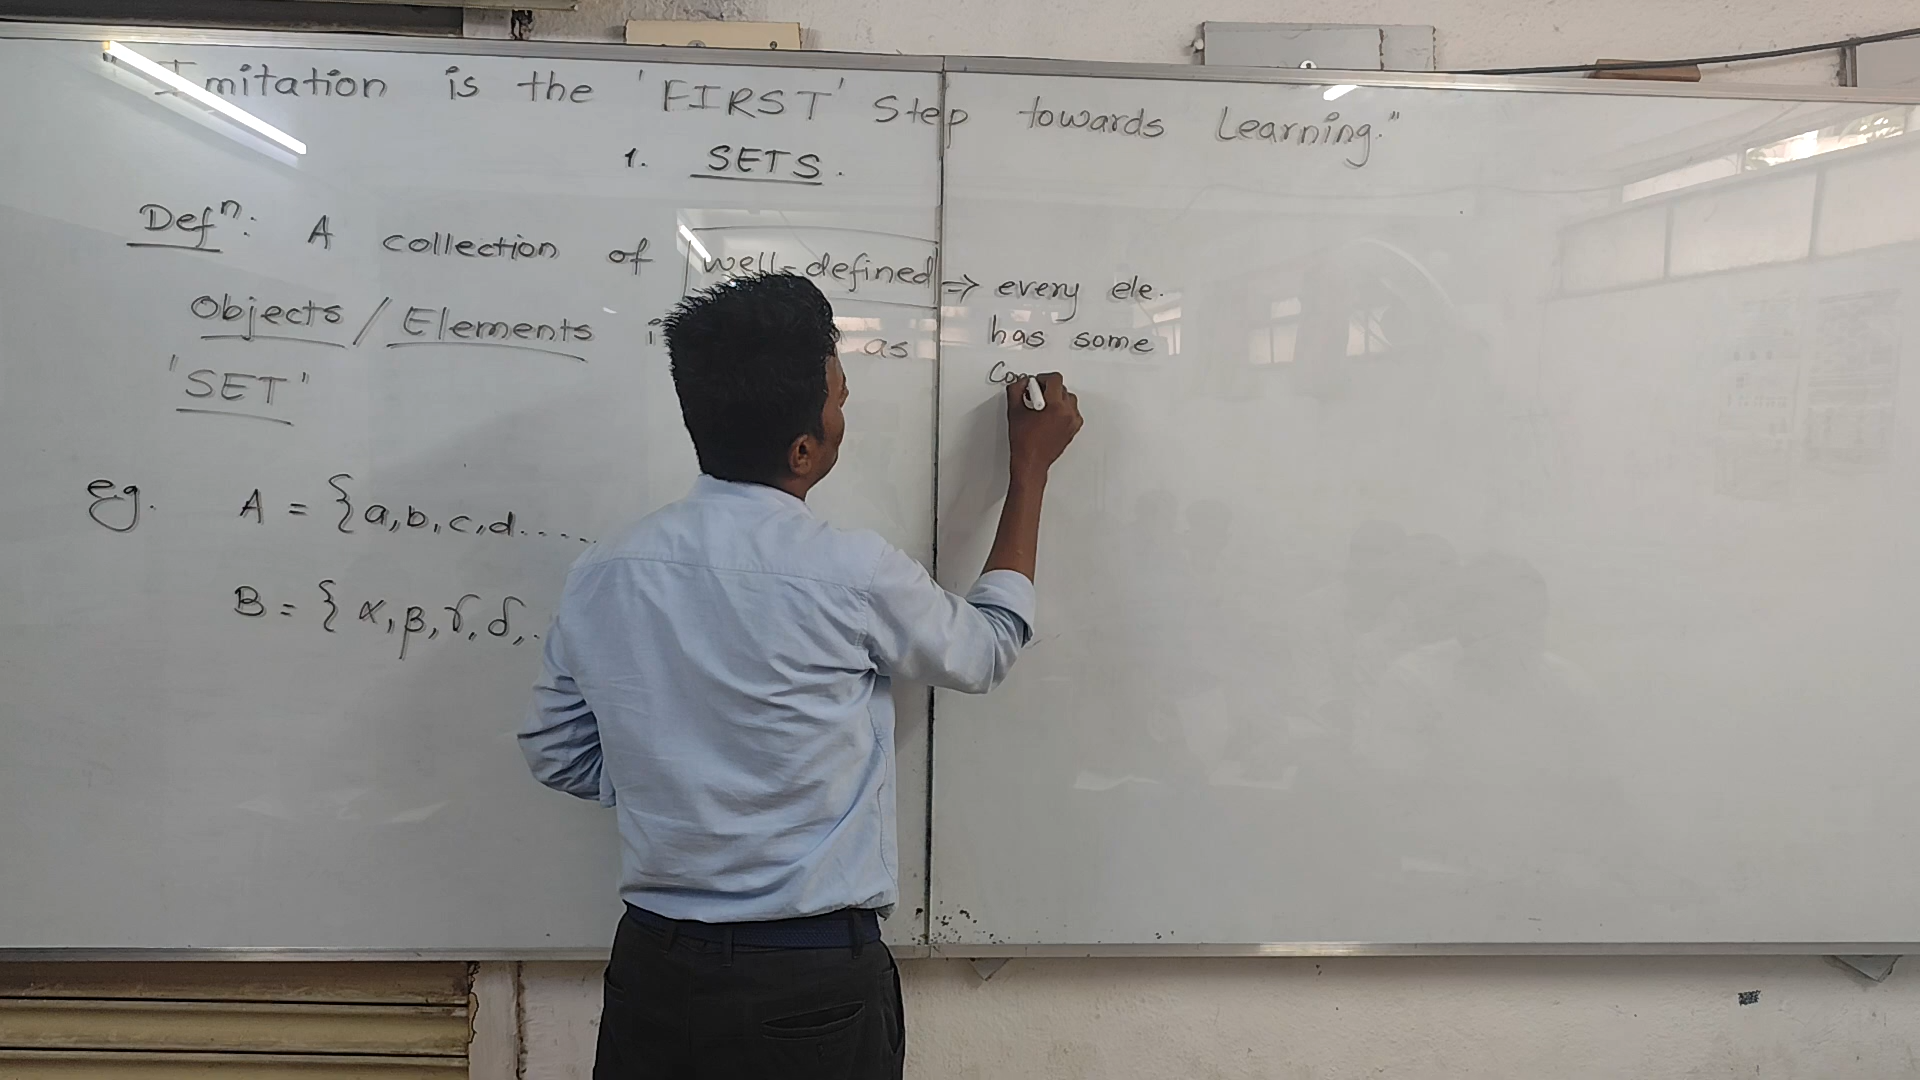 "Imitation is the 'FIRST' Step towards Learning."
1. SETS.
Defⁿ: A collection of well-defined => every ele.
Objects / Elements as has some
'SET"
eg. A = {a, b, c, d.....
B = { α, β, γ, δ, .